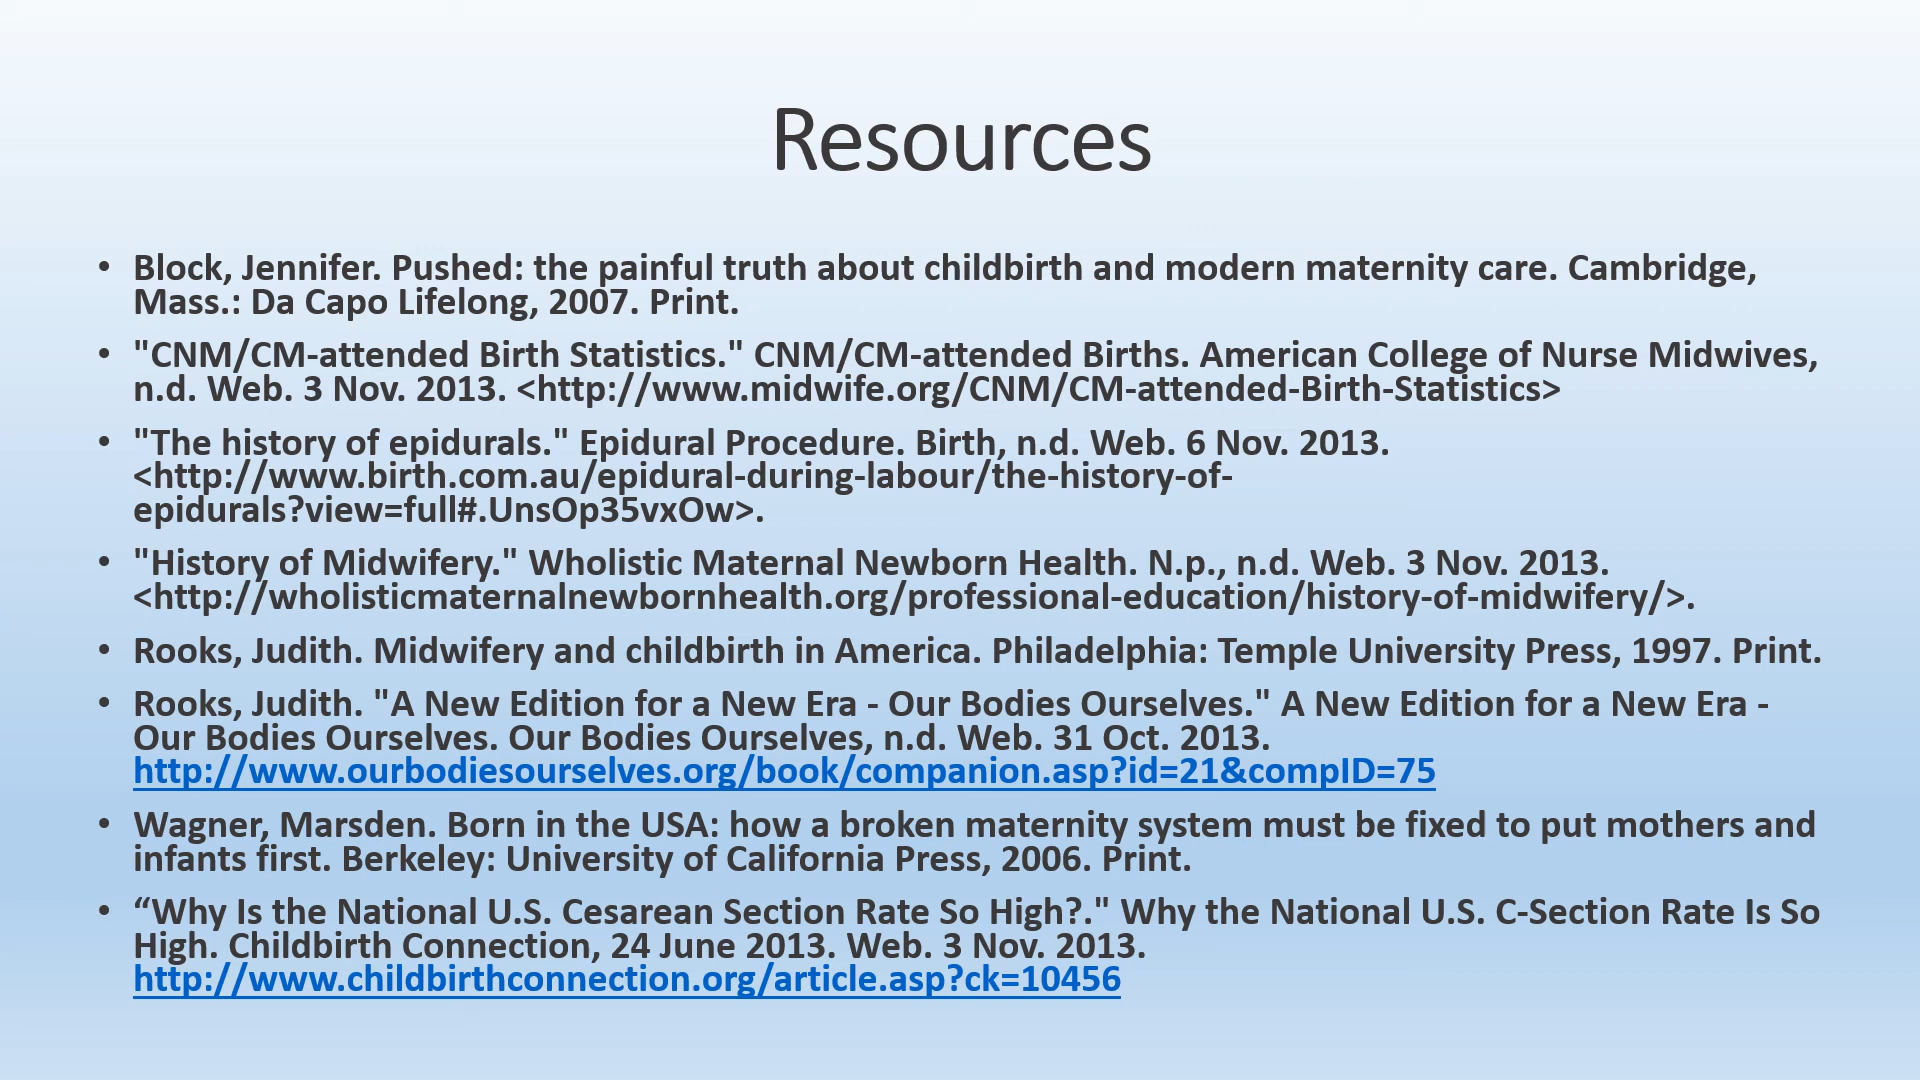 Resources
• Block, Jennifer. Pushed: the painful truth about childbirth and modern maternity care. Cambridge,
Mass.: Da Capo Lifelong, 2007. Print.
• "CNM/CM-attended Birth Statistics." CNM/CM-attended Births. American College of Nurse Midwives,
n.d. Web. 3 Nov. 2013. <http://www.midwife.org/CNM/CM-attended-Birth-Statistics>
• "The history of epidurals." Epidural Procedure. Birth, n.d. Web. 6 Nov. 2013.
<http://www.birth.com.au/epidural-during-labour/the-history-of-
epidurals?view=full#.UnsOp35vxOw>.
• "History of Midwifery." Wholistic Maternal Newborn Health. N.p., n.d. Web. 3 Nov. 2013.
<http://wholisticmaternalnewbornhealth.org/professional-education/history-of-midwifery/>.
• Rooks, Judith. Midwifery and childbirth in America. Philadelphia: Temple University Press, 1997. Print.
• Rooks, Judith. "A New Edition for a New Era - Our Bodies Ourselves." A New Edition for a New Era -
Our Bodies Ourselves. Our Bodies Ourselves, n.d. Web. 31 Oct. 2013.
http://www.ourbodiesourselves.org/book/companion.asp?id=21&compID=75
• Wagner, Marsden. Born in the USA: how a broken maternity system must be fixed to put mothers and
infants first. Berkeley: University of California Press, 2006. Print.
• “Why Is the National U.S. Cesarean Section Rate So High?." Why the National U.S. C-Section Rate Is So
High. Childbirth Connection, 24 June 2013. Web. 3 Nov. 2013.
http://www.childbirthconnection.org/article.asp?ck=10456